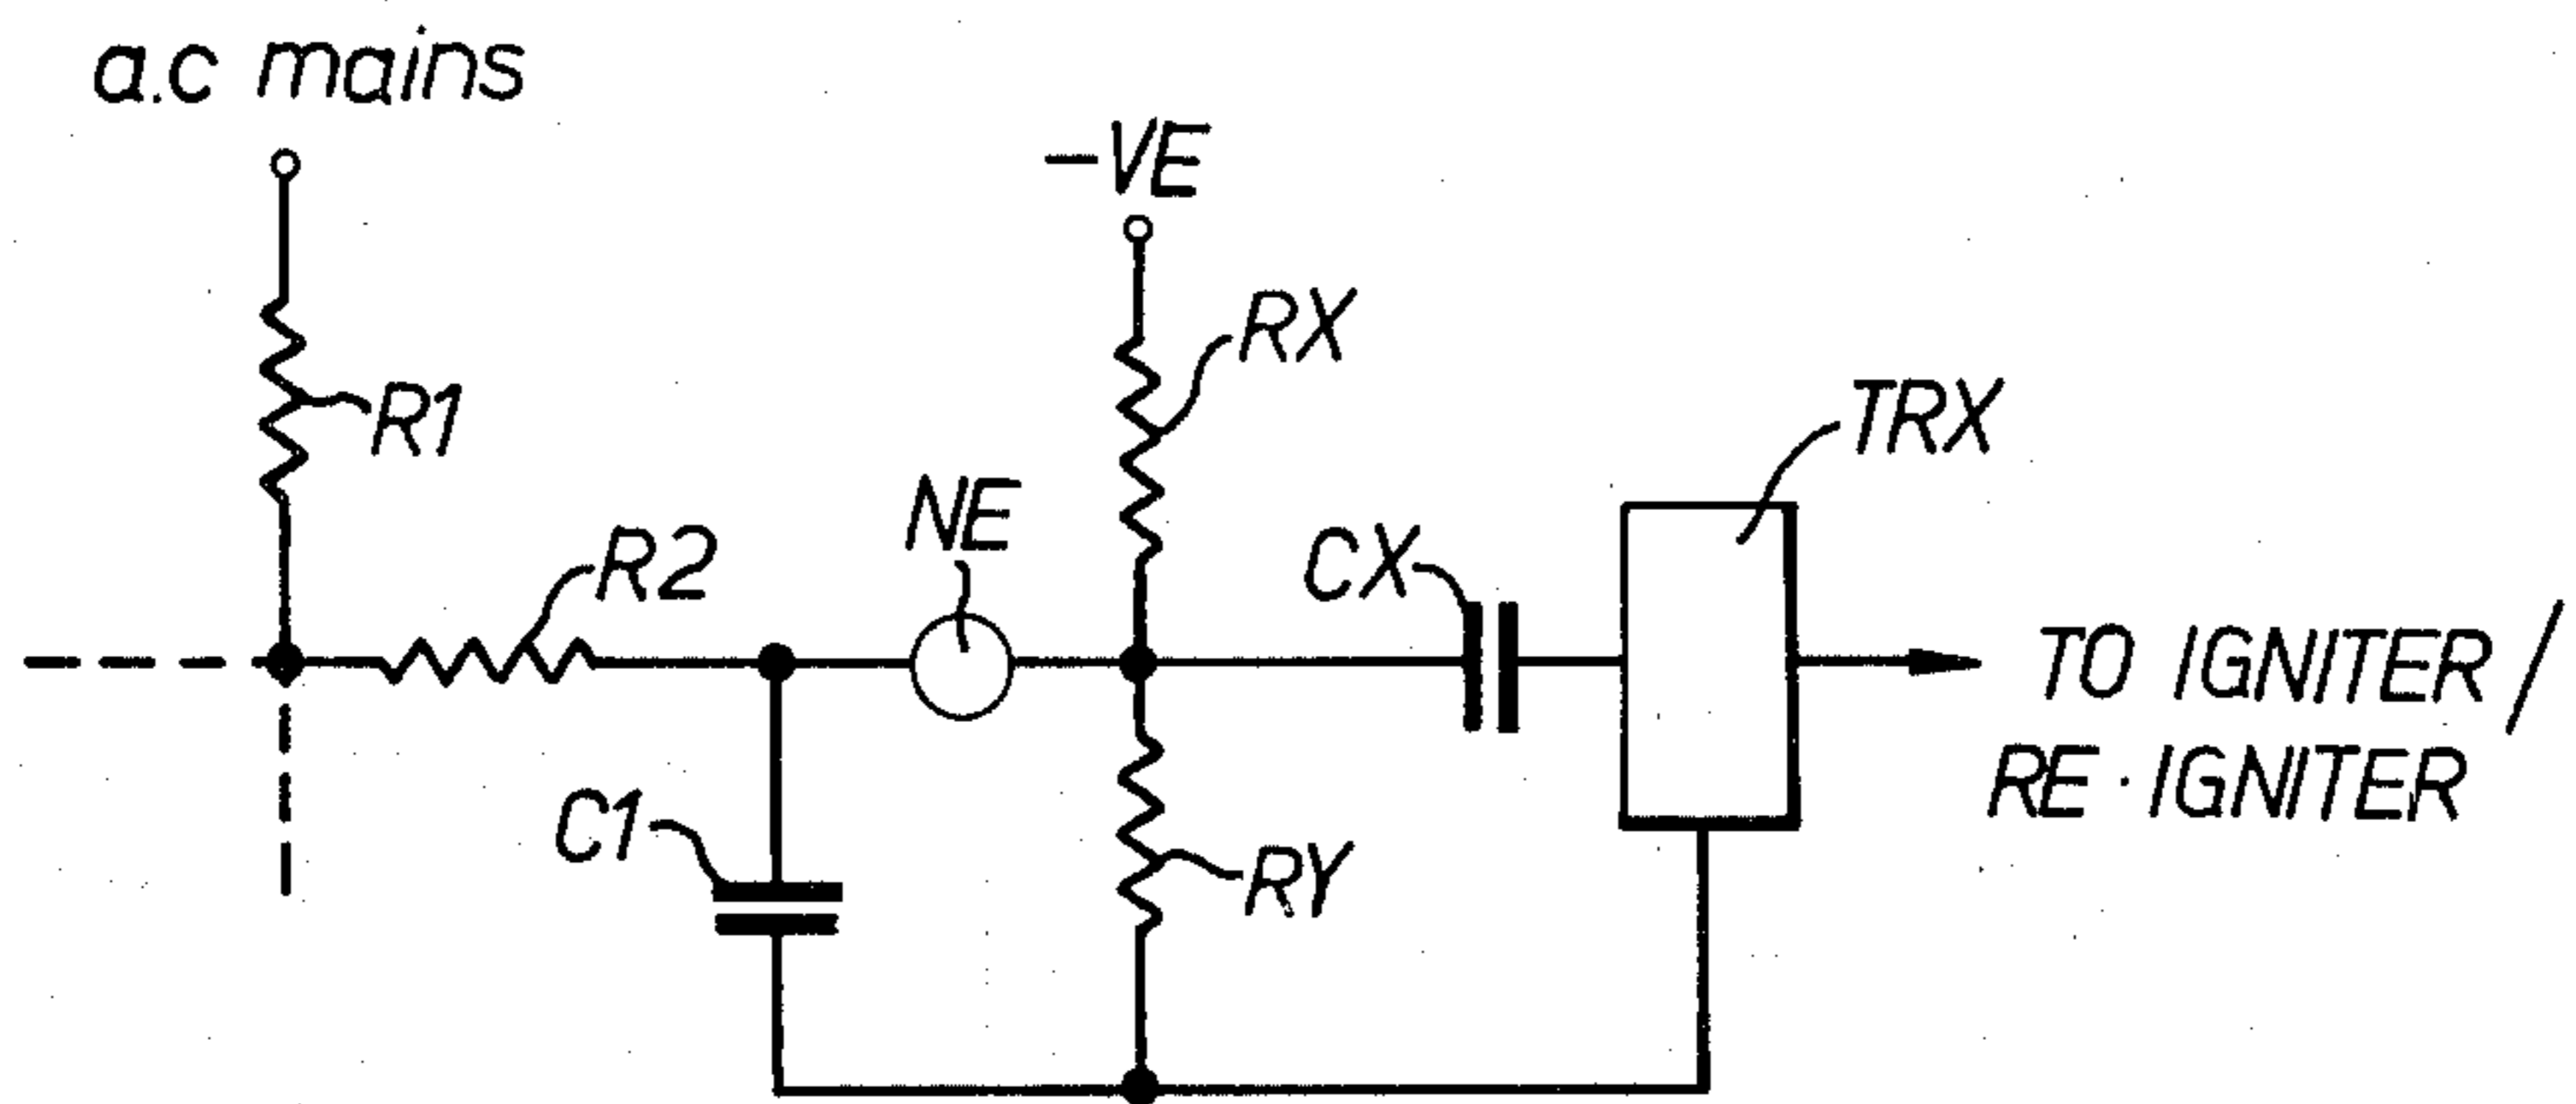 a.c mains
-VE
RX
R1
TRX
NE
R2
CX
TO IGNITER/
RE·IGNITER
C1
RY